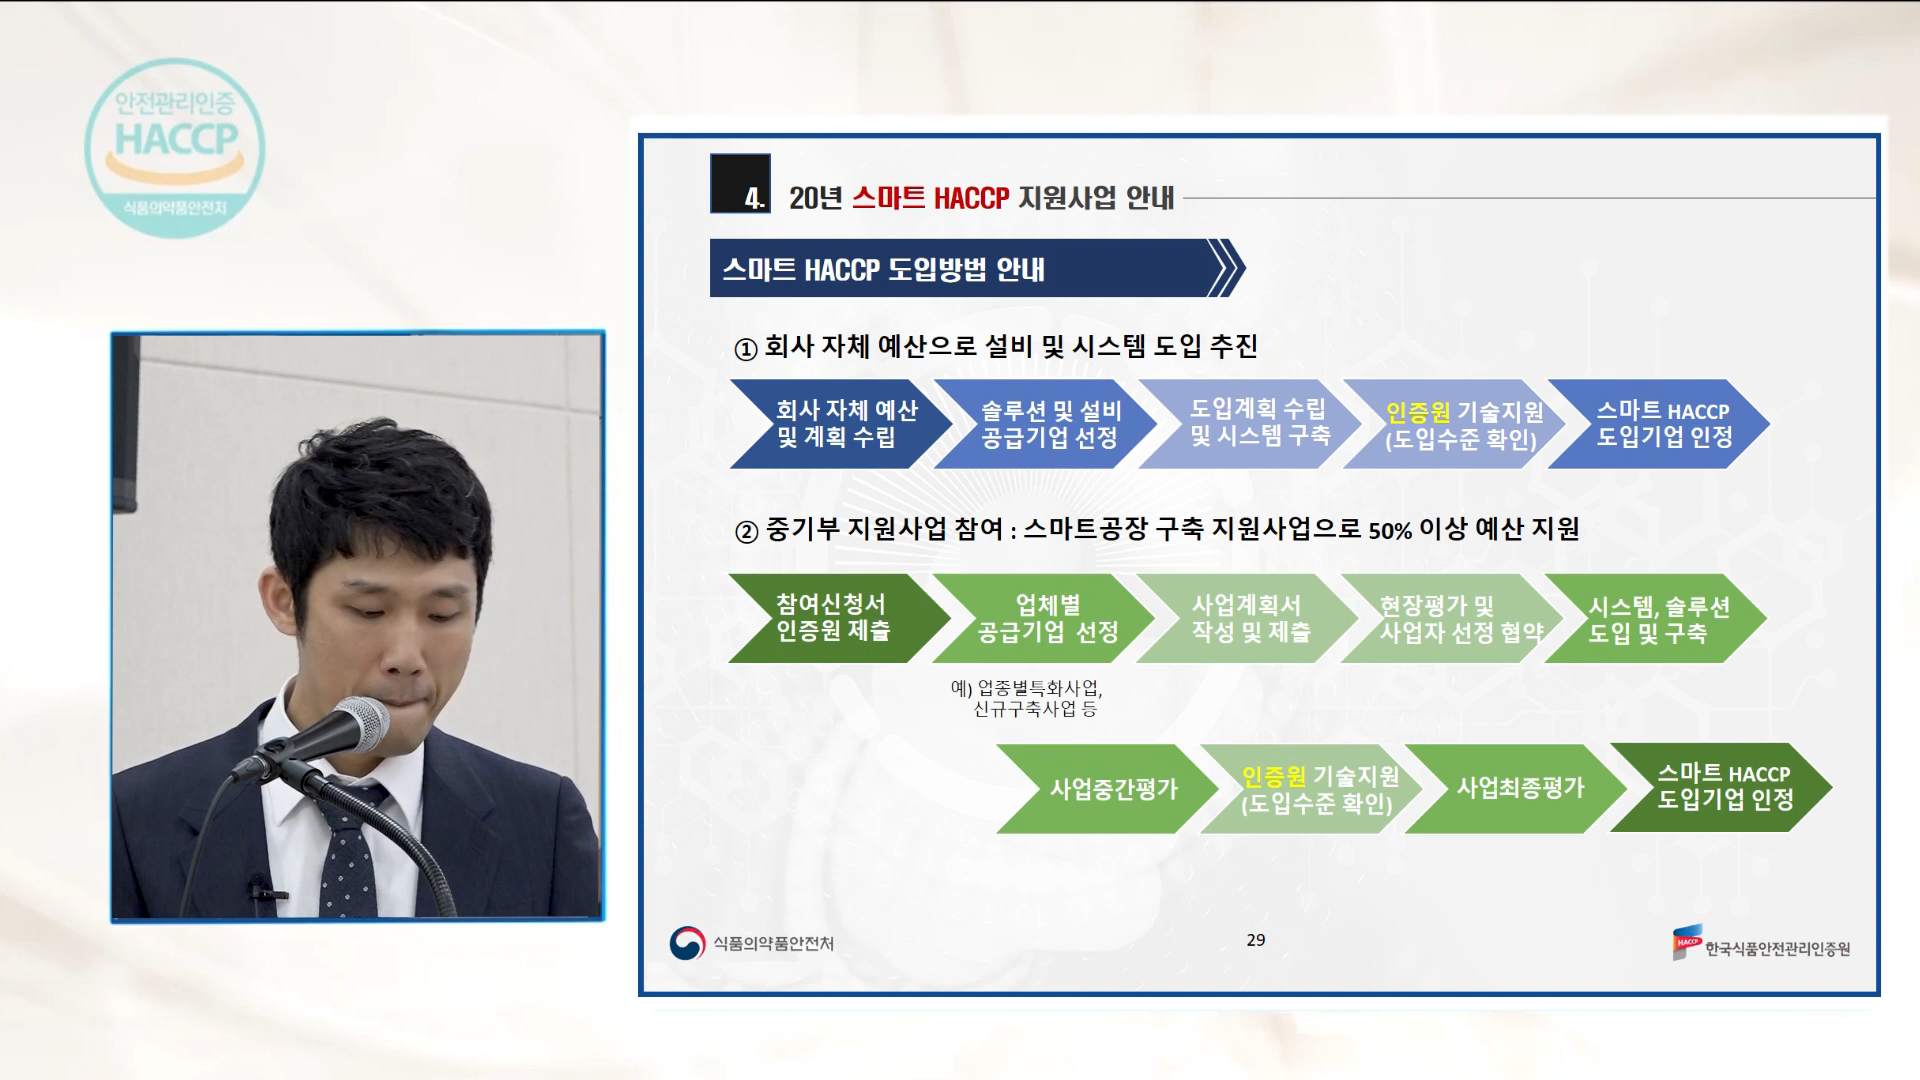 안전관리인증
HACCP
식품의약품안전처
4. 20년 스마트 HACCP 지원사업 안내
스마트 HACCP 도입방법 안내
① 회사 자체 예산으로 설비 및 시스템 도입 추진
회사 자체 예산
및 계획 수립
솔루션 및 설비
공급기업 선정
도입계획 수립
및 시스템 구축
인증원 기술지원
(도입수준 확인)
스마트 HACCP
도입기업 인정
② 중기부 지원사업 참여 : 스마트공장 구축 지원사업으로 50% 이상 예산 지원
참여신청서
인증원 제출
업체별
공급기업 선정
사업계획서
작성 및 제출
현장평가 및
사업자 선정 협약
시스템, 솔루션
도입 및 구축
예) 업종별특화사업,
신규구축사업 등
사업중간평가
인증원 기술지원
(도입수준 확인)
사업최종평가
스마트 HACCP
도입기업 인정
식품의약품안전처
29
HACCP
한국식품안전관리인증원